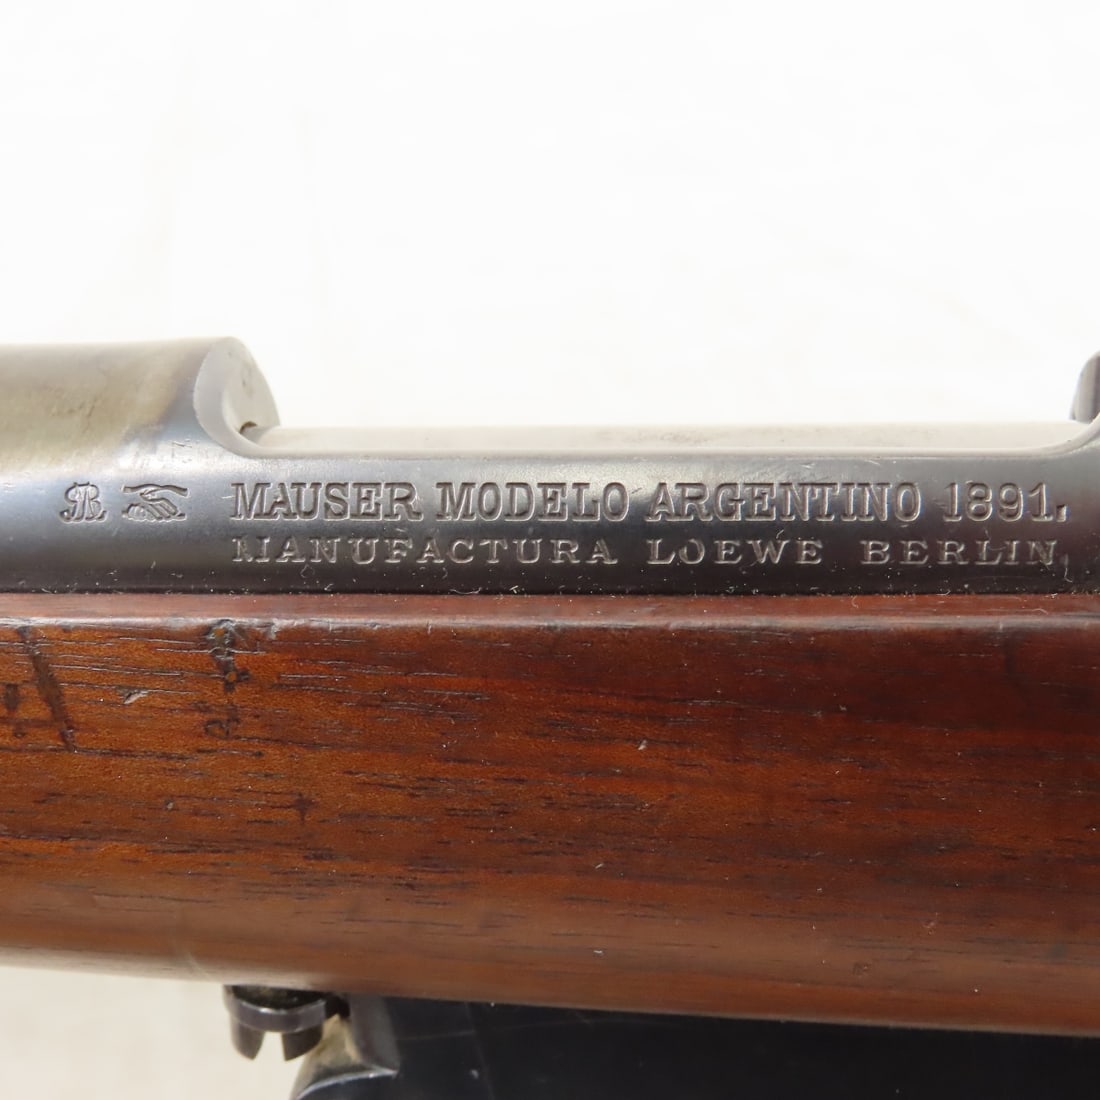 MAUSER MODELO ARGENTINO 1891.
MANUFACTURA LOEWE BERLIN.